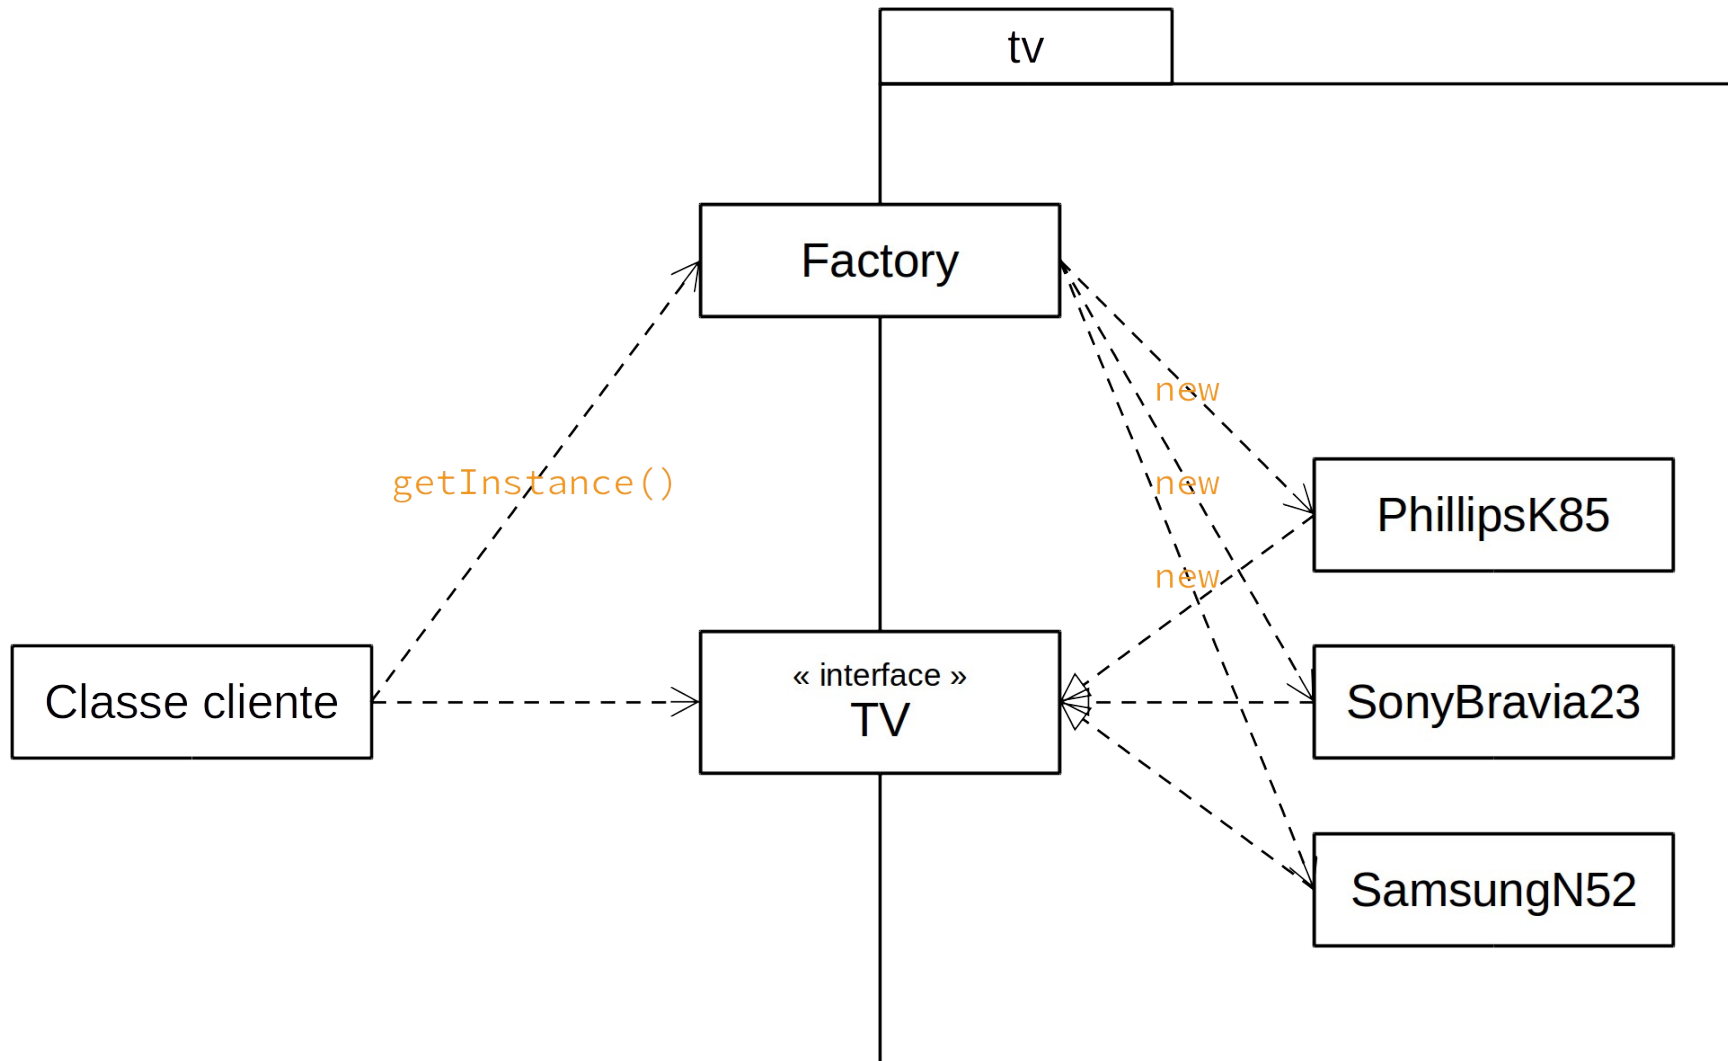 tv
Factory
new
getInstance()
new
PhillipsK85
new
« interface »
TV
Classe cliente
SonyBravia23
SamsungN52